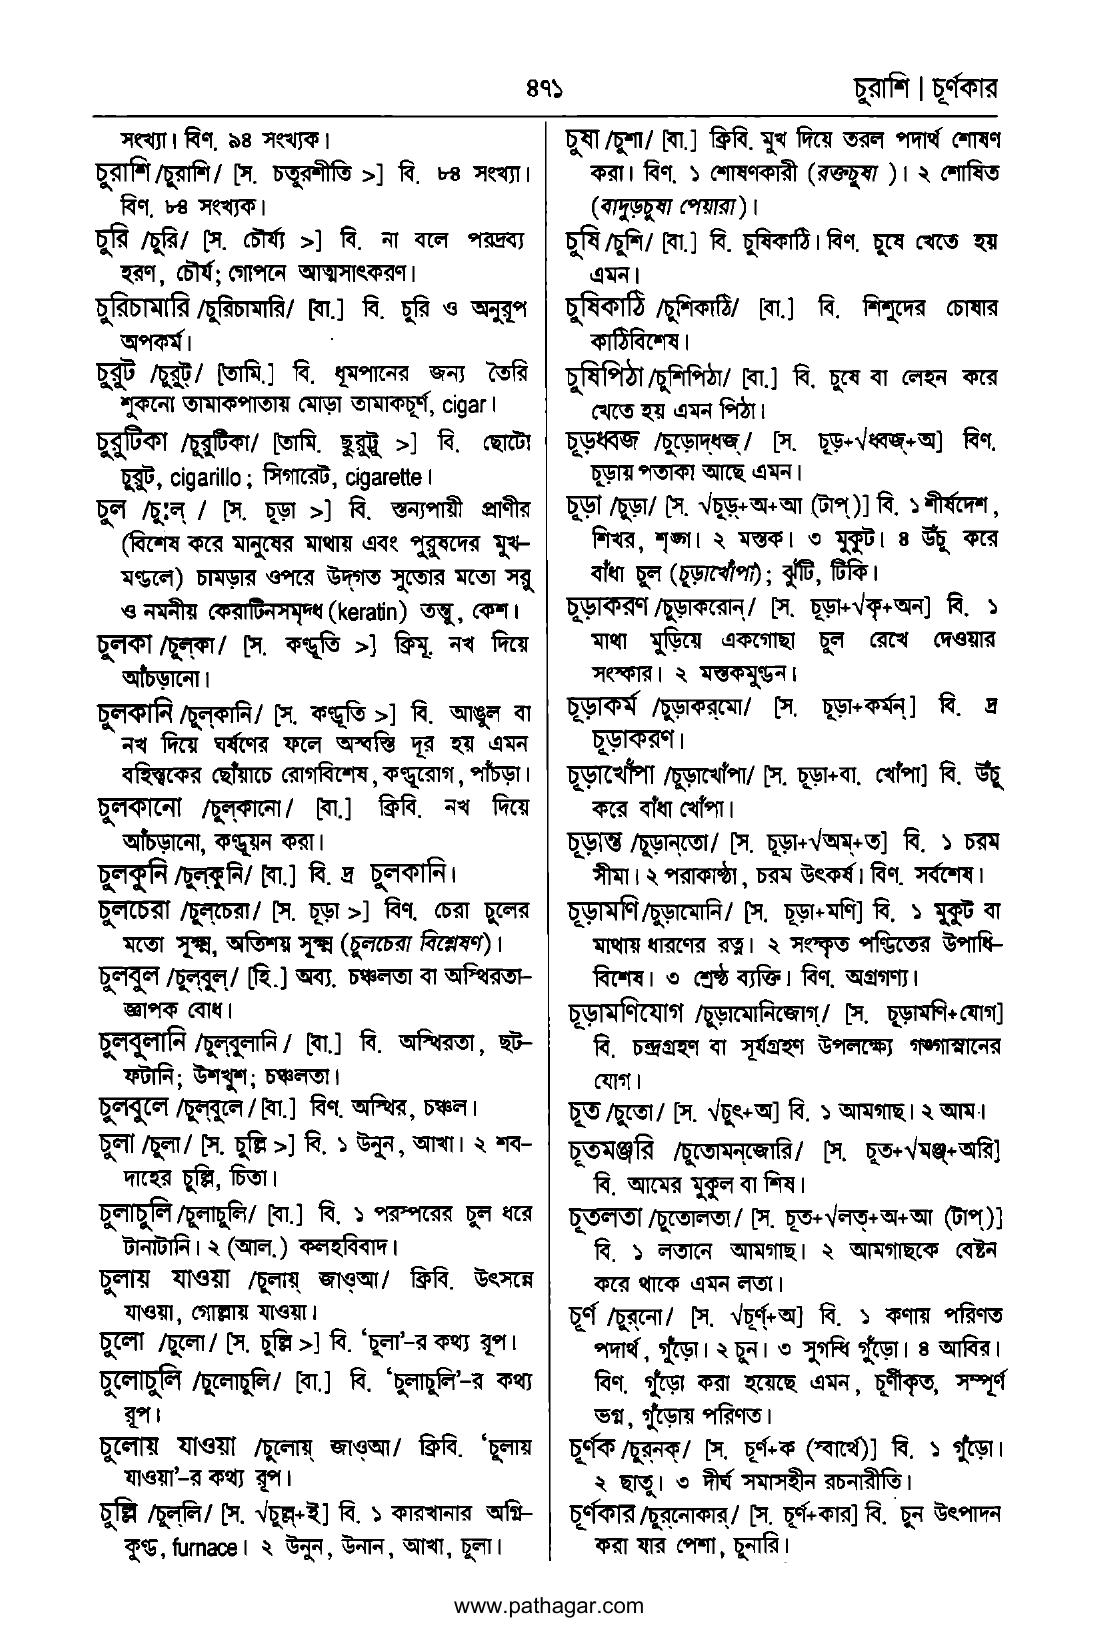 ৪৭১
চুরাশি | চূর্ণকার
সংখ্যা। বিণ. ৯৪ সংখ্যক।
চুরাশি /চুরাশি/ [স. চতুরশীতি >] বি. ৮৪ সংখ্যা।
বিণ. ৮৪ সংখ্যক।
চুরি /চুরি/ [স. চৌর্য্য >] বি. না বলে পরদ্রব্য
হরণ, চৌর্য; গোপনে আত্মসাৎকরণ।
চুরিচামারি /চুরিচামারি/ [বা.] বি. চুরি ও অনুরূপ
অপকর্ম।
চুরুট /চুরুট্/ [তামি.] বি. ধূমপানের জন্য তৈরি
শুকনো তামাকপাতায় মোড়া তামাকচূর্ণ, cigar।
চুরুটিকা /চুরুটিকা/ [তামি. ছুরুট্টু >] বি. ছোটো
চুরুট, cigarillo; সিগারেট, cigarette।
চুল /চু:ল্ / [স. চূড়া >] বি. স্তন্যপায়ী প্রাণীর
(বিশেষ করে মানুষের মাথায় এবং পুরুষদের মুখ-
মণ্ডলে) চামড়ার ওপরে উদ্‌গত সুতোর মতো সরু
ও নমনীয় কেরাটিনসমৃদ্ধ (keratin) তন্তু, কেশ।
চুলকা /চুল্‌কা/ [স. কণ্ডূতি >] ক্রিমূ. নখ দিয়ে
আঁচড়ানো।
চুলকানি /চুল্‌কানি/ [স. কণ্ডূতি >] বি. আঙুল বা
নখ দিয়ে ঘর্ষণের ফলে অস্বস্তি দূর হয় এমন
বহিত্বকের ছোঁয়াচে রোগবিশেষ, কণ্ডূরোগ, পাঁচড়া।
চুলকানো /চুল্‌কানো/ [বা.] ক্রিবি. নখ দিয়ে
আঁচড়ানো, কণ্ডূয়ন করা।
চুলকুনি /চুল্‌কুনি/ [বা.] বি. দ্র চুলকানি।
চুলচেরা /চুল্‌চেরা/ [স. চূড়া >] বিণ. চেরা চুলের
মতো সূক্ষ্ম, অতিশয় সূক্ষ্ম (চুলচেরা বিশ্লেষণ)।
চুলবুল /চুল্‌বুল্/ [হি.] অব্য. চঞ্চলতা বা অস্থিরতা-
জ্ঞাপক বোধ।
চুলবুলানি /চুল্‌বুলানি/ [বা.] বি. অস্থিরতা, ছট-
ফটানি; উশখুশ; চঞ্চলতা।
চুলবুলে /চুল্‌বুলে/ [বা.] বিণ. অস্থির, চঞ্চল।
চুলা /চুলা/ [স. চুল্লি >] বি. ১ উনুন, আখা। ২ শব-
দাহের চুল্লি, চিতা।
চুলাচুলি /চুলাচুলি/ [বা.] বি. ১ পরস্পরের চুল ধরে
টানাটানি। ২ (আল.) কলহবিবাদ।
চুলায় যাওয়া /চুলায়্ জাওআ/ ক্রিবি. উৎসন্নে
যাওয়া, গোল্লায় যাওয়া।
চুলো /চুলো/ [স. চুল্লি >] বি. ‘চুলা’-র কথ্য রূপ।
চুলোচুলি /চুলোচুলি/ [বা.] বি. ‘চুলাচুলি’-র কথ্য
রূপ।
চুলোয় যাওয়া /চুলোয়্ জাওআ/ ক্রিবি. ‘চুলায়
যাওয়া’-র কথ্য রূপ।
চুল্লি /চুল্‌লি/ [স. √চুল্ল্+ই] বি. ১ কারখানার অগ্নি-
কুণ্ড, furnace। ২ উনুন, উনান, আখা, চুলা।
চুষা /চুশা/ [বা.] ক্রিবি. মুখ দিয়ে তরল পদার্থ শোষণ
করা। বিণ. ১ শোষণকারী (রক্তচুষা )। ২ শোষিত
(বাদুড়চুষা পেয়ারা)।
চুষি /চুশি/ [বা.] বি. চুষিকাঠি। বিণ. চুষে খেতে হয়
এমন।
চুষিকাঠি /চুশিকাঠি/ [বা.] বি. শিশুদের চোষার
কাঠিবিশেষ।
চুষিপিঠা /চুশিপিঠা/ [বা.] বি. চুষে বা লেহন করে
খেতে হয় এমন পিঠা।
চূড়ধ্বজ /চুড়োদ্‌ধজ্/ [স. চূড়+√ধ্বজ্+অ] বিণ.
চূড়ায় পতাকা আছে এমন।
চূড়া /চুড়া/ [স. √চূড়্+অ+আ (টাপ্)] বি. ১ শীর্ষদেশ,
শিখর, শৃঙ্গ। ২ মস্তক। ৩ মুকুট। ৪ উঁচু করে
বাঁধা চুল (চূড়াখোঁপা); ঝুঁটি, টিকি।
চূড়াকরণ /চুড়াকরোন্/ [স. চূড়া+√কৃ+অন] বি. ১
মাথা মুড়িয়ে একগোছা চুল রেখে দেওয়ার
সংস্কার। ২ মস্তকমুণ্ডন।
চূড়াকর্ম /চুড়াকর্‌মো/ [স. চূড়া+কর্মন্] বি. দ্র
চূড়াকরণ।
চূড়াখোঁপা /চুড়াখোঁপা/ [স. চূড়া+বা. খোঁপা] বি. উঁচু
করে বাঁধা খোঁপা।
চূড়ান্ত /চুড়ান্‌তো/ [স. চূড়া+√অম্+ত] বি. ১ চরম
সীমা। ২ পরাকাষ্ঠা, চরম উৎকর্ষ। বিণ. সর্বশেষ।
চূড়ামণি /চুড়ামোনি/ [স. চূড়া+মণি] বি. ১ মুকুট বা
মাথায় ধারণের রত্ন। ২ সংস্কৃত পণ্ডিতের উপাধি-
বিশেষ। ৩ শ্রেষ্ঠ ব্যক্তি। বিণ. অগ্রগণ্য।
চূড়ামণিযোগ /চুড়ামোনিজোগ্/ [স. চূড়ামণি+যোগ]
বি. চন্দ্রগ্রহণ বা সূর্যগ্রহণ উপলক্ষ্যে গঙ্গাস্নানের
যোগ।
চূত /চুতো/ [স. √চূৎ+অ] বি. ১ আমগাছ। ২ আম।
চূতমঞ্জরি /চুতোমন্‌জোরি/ [স. চূত+√মঞ্জ্+অরি]
বি. আমের মুকুল বা শিষ।
চূতলতা /চুতোলতা/ [স. চূত+√লত্+অ+আ (টাপ্)]
বি. ১ লতানে আমগাছ। ২ আমগাছকে বেষ্টন
করে থাকে এমন লতা।
চূর্ণ /চুর্‌নো/ [স. √চূর্ণ্+অ] বি. ১ কণায় পরিণত
পদার্থ, গুঁড়ো। ২ চুন। ৩ সুগন্ধি গুঁড়ো। ৪ আবির।
বিণ. গুঁড়ো করা হয়েছে এমন, চূর্ণীকৃত, সম্পূর্ণ
ভগ্ন, গুঁড়োয় পরিণত।
চূর্ণক /চুর্‌নক্/ [স. চূর্ণ+ক (স্বার্থে)] বি. ১ গুঁড়ো।
২ ছাতু। ৩ দীর্ঘ সমাসহীন রচনারীতি।
চূর্ণকার /চুর্‌নোকার্/ [স. চূর্ণ+কার] বি. চুন উৎপাদন
করা যার পেশা, চুনারি।
www.pathagar.com